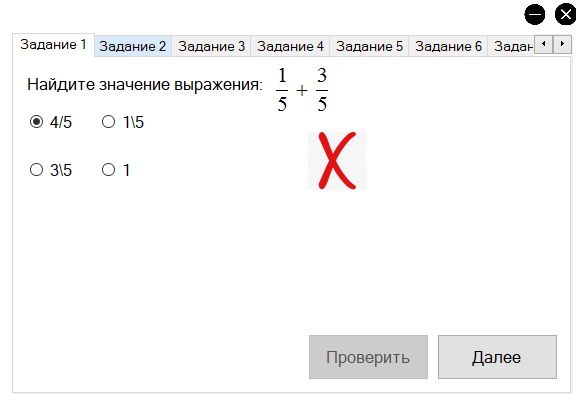 Задание 1 Задание 2 Задание 3 Задание 4 Задание 5 Задание 6 Задан
Найдите значение выражения: 1/5 + 3/5
4/5 1\5
3\5 1
Проверить Далее